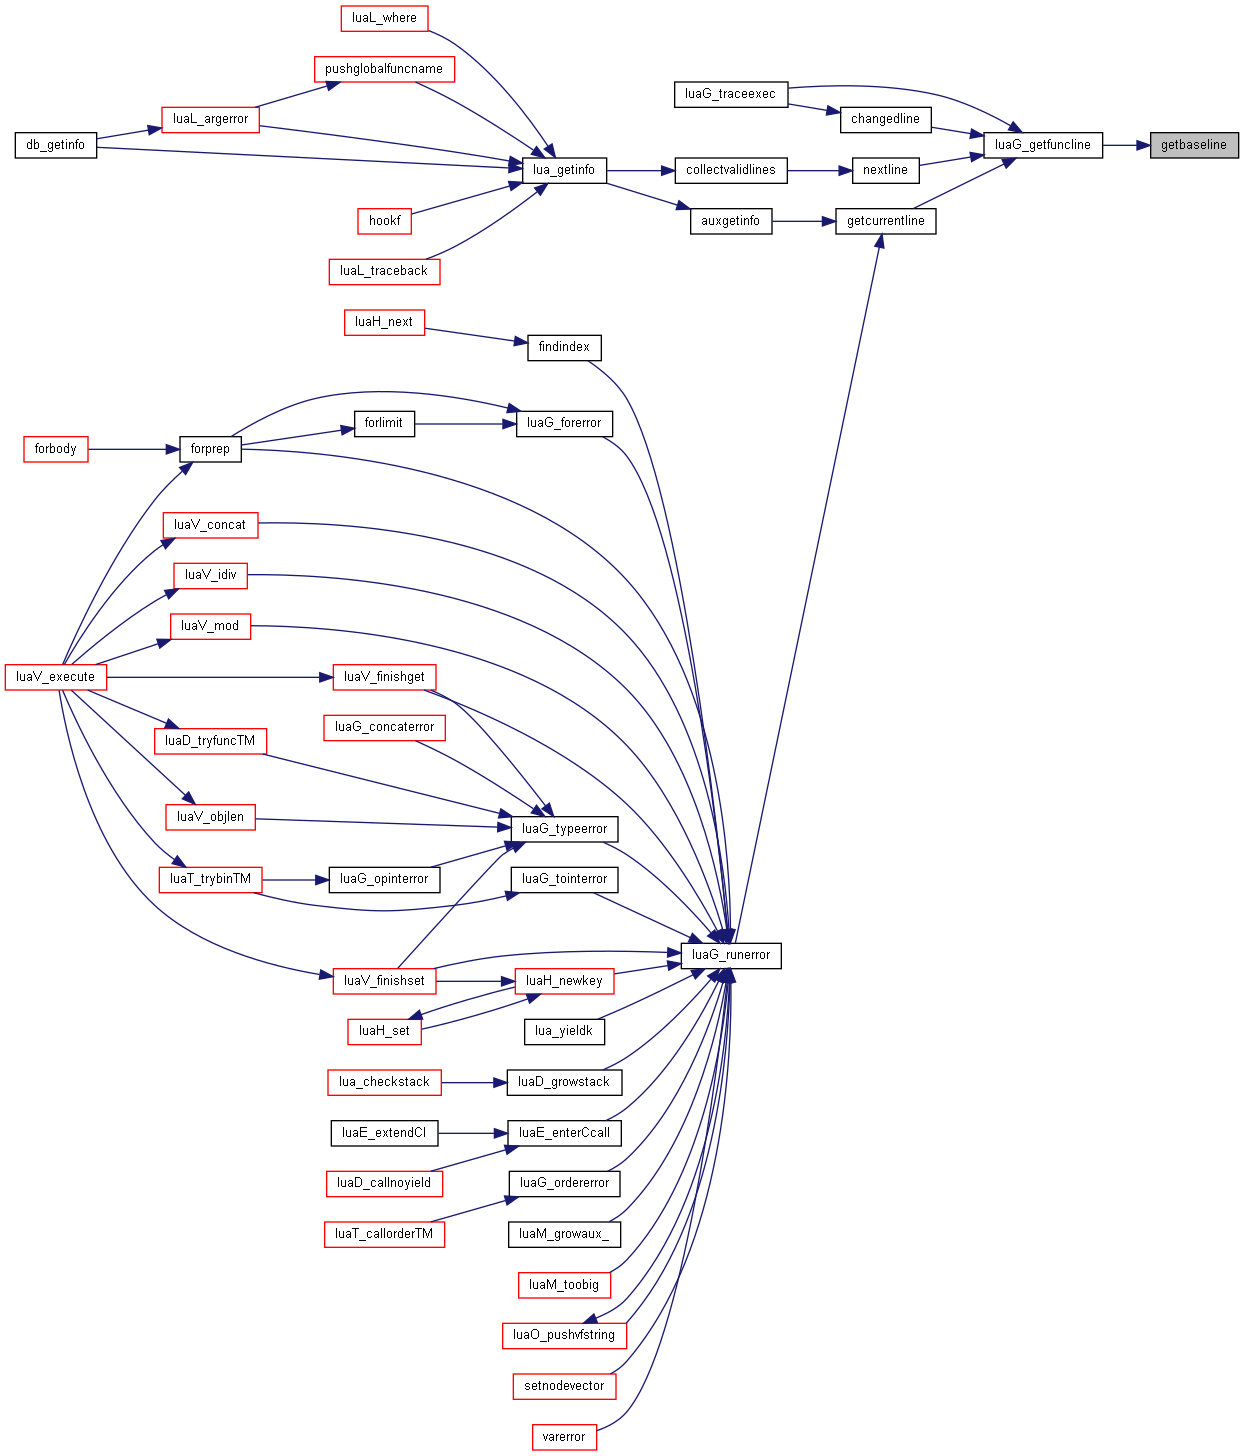 luaL_where
pushglobalfuncname
luaG_traceexec
luaL_argerror
changedline
db_getinfo
luaG_getfuncline
getbaseline
lua_getinfo
collectvalidlines
nextline
hookf
auxgetinfo
getcurrentline
luaL_traceback
luaH_next
findindex
forlimit
luaG_forerror
forbody
forprep
luaV_concat
luaV_idiv
luaV_mod
luaV_execute
luaV_finishget
luaG_concaterror
luaD_tryfuncTM
luaV_objlen
luaG_typeerror
luaT_trybinTM
luaG_opinterror
luaG_tointerror
luaG_runerror
luaV_finishset
luaH_newkey
luaH_set
lua_yieldk
lua_checkstack
luaD_growstack
luaE_extendCI
luaE_enterCcall
luaD_callnoyield
luaG_ordererror
luaT_callorderTM
luaM_growaux_
luaM_toobig
luaO_pushvfstring
setnodevector
varerror